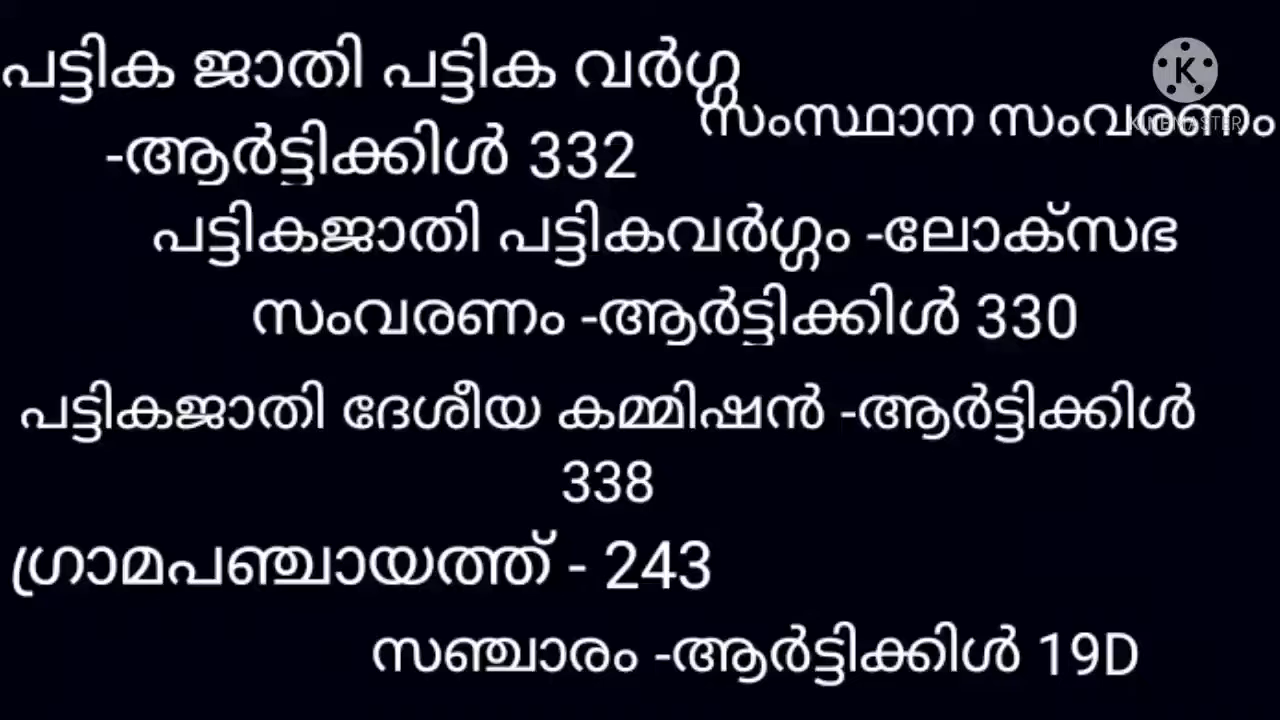 പട്ടിക ജാതി പട്ടിക വർഗ്ഗ
സംസ്ഥാന സംവരണം
-ആർട്ടിക്കിൾ 332
പട്ടികജാതി പട്ടികവർഗ്ഗം -ലോക്സഭ
സംവരണം -ആർട്ടിക്കിൾ 330
പട്ടികജാതി ദേശീയ കമ്മിഷൻ -ആർട്ടിക്കിൾ
338
ഗ്രാമപഞ്ചായത്ത് - 243
സഞ്ചാരം -ആർട്ടിക്കിൾ 19D
K
KINEMASTER